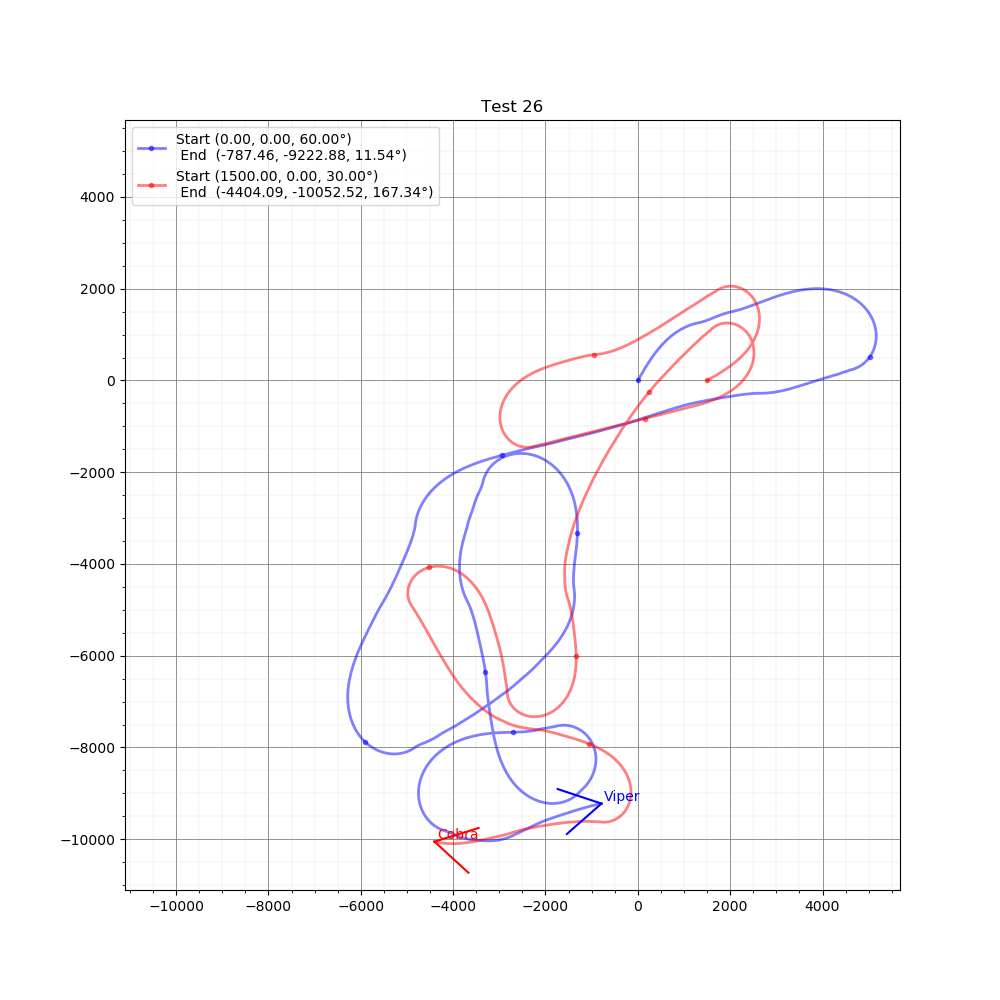 Test 26
Start (0.00, 0.00, 60.00°)
End (-787.46, -9222.88, 11.54°)
Start (1500.00, 0.00, 30.00°)
End (-4404.09, -10052.52, 167.34°)
4000
2000
0
−2000
−4000
−6000
−8000
−10000
Viper
Cobra
−10000 −8000 −6000 −4000 −2000 0 2000 4000